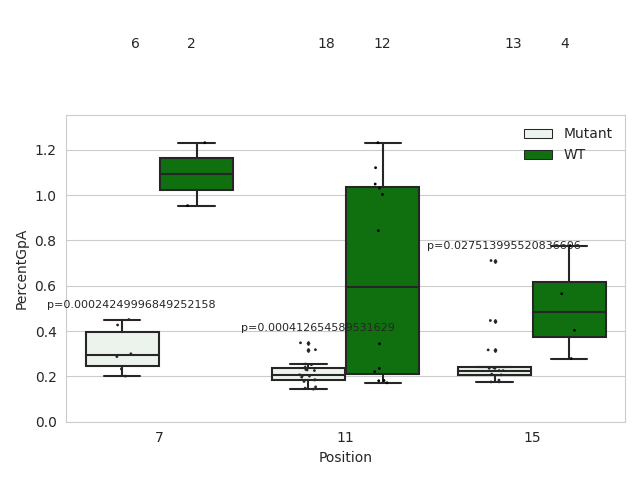 6 2 18 12 13 4
Mutant
WT
1.2
1.0
0.8
0.6
0.4
0.2
0.0
PercentGpA
p=0.00024249996849252158
p=0.000412654589531629
p=0.027513995520836606
7 11 15
Position